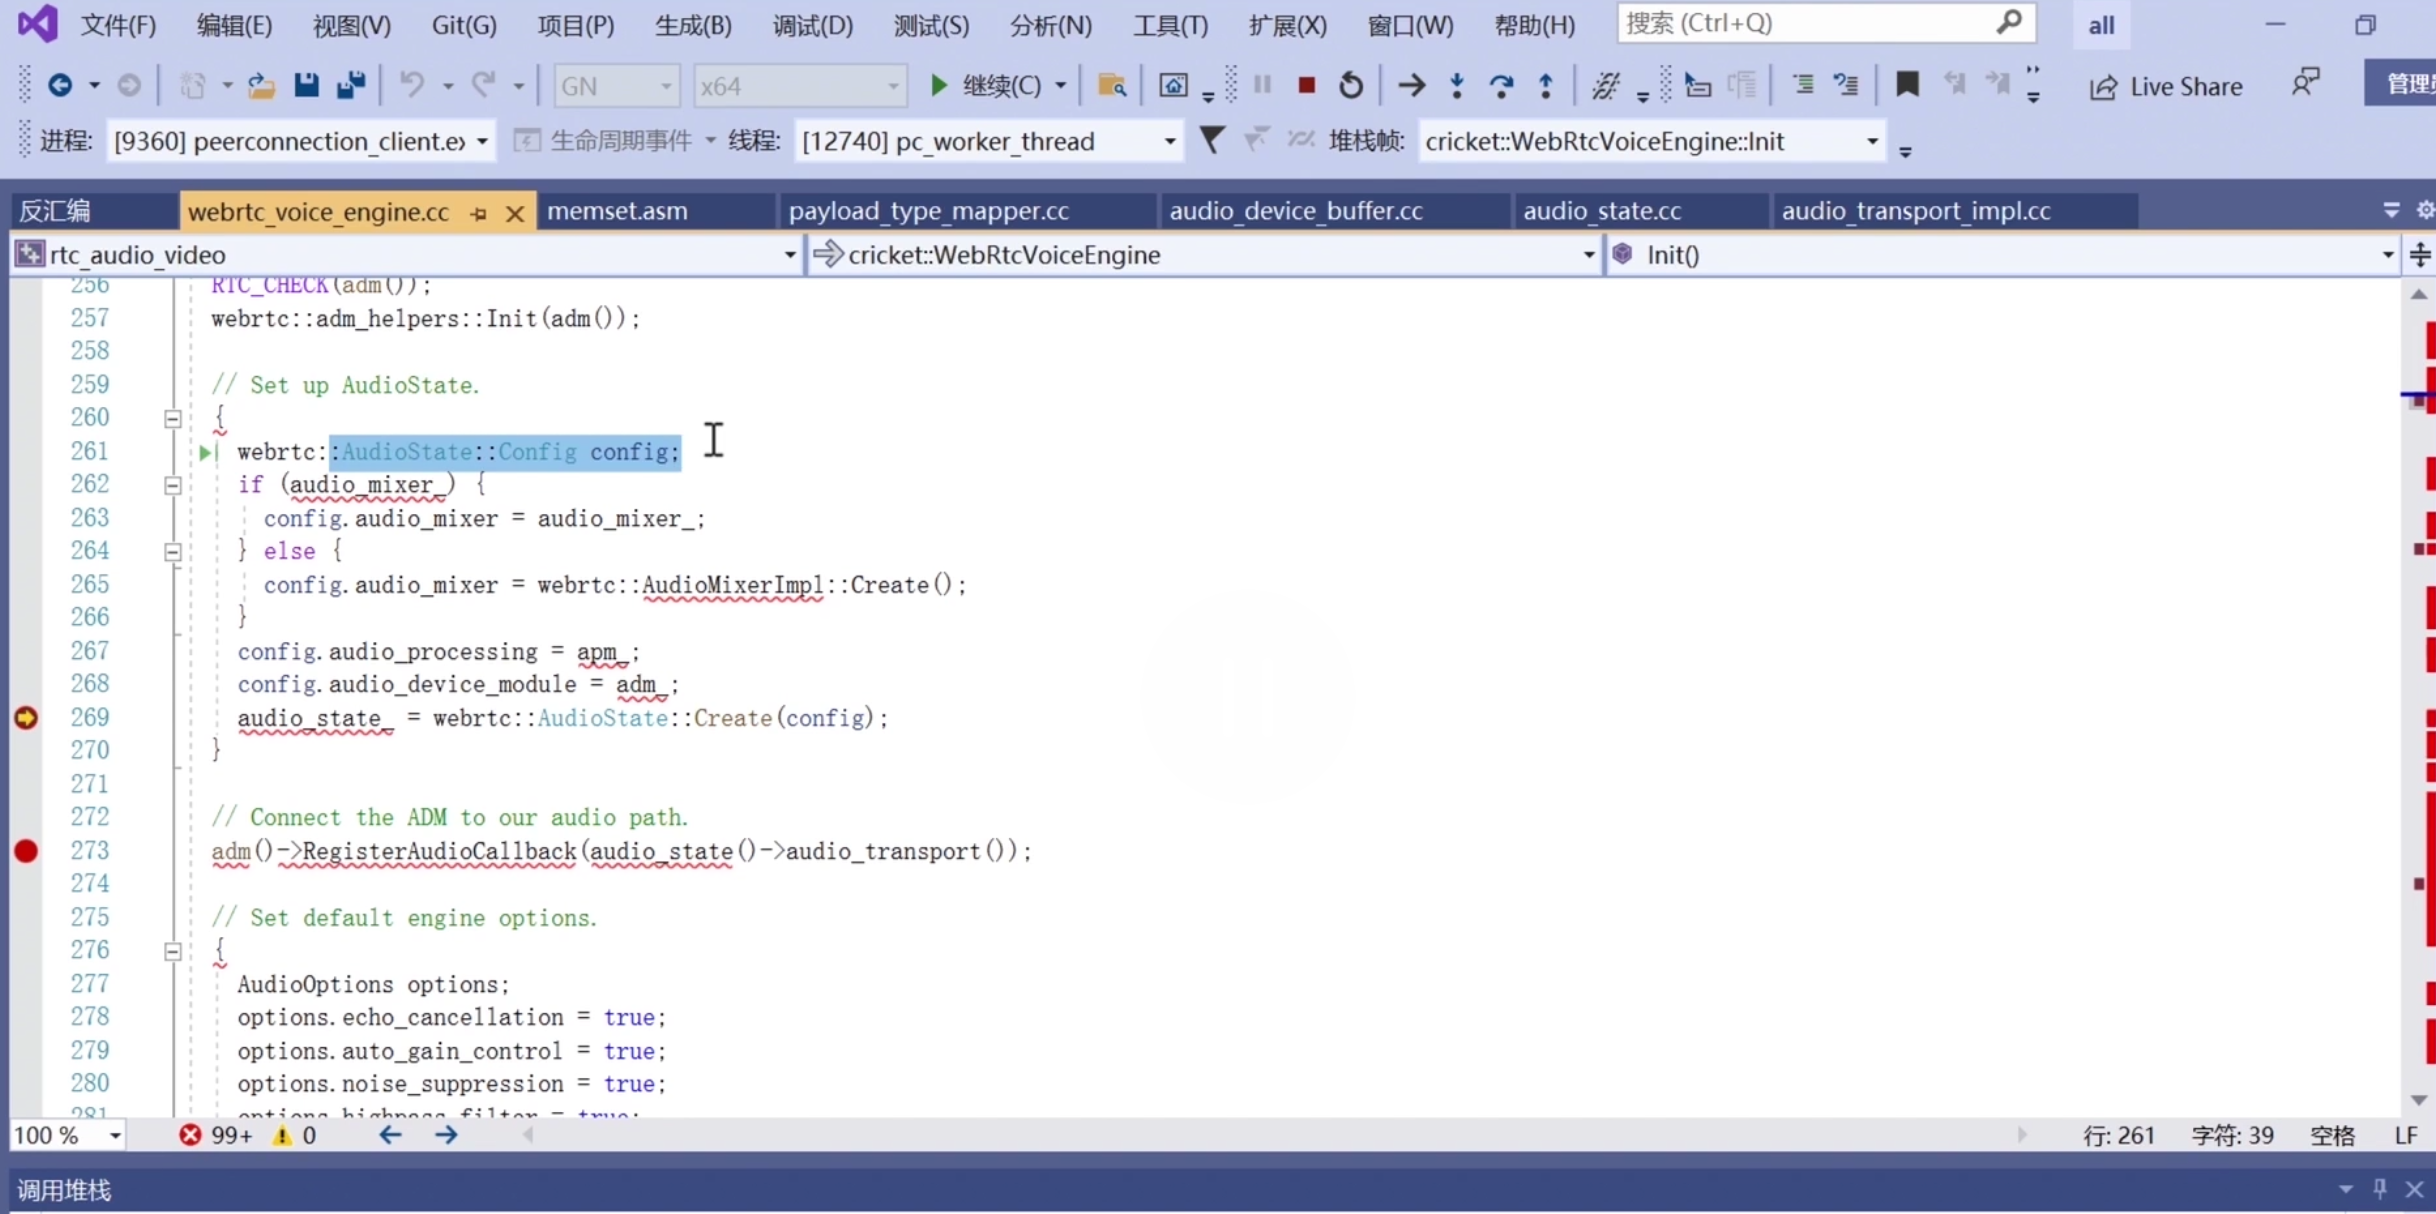 文件(F) 编辑(E) 视图(V) Git(G) 项目(P) 生成(B) 调试(D) 测试(S) 分析(N) 工具(T) 扩展(X) 窗口(W) 帮助(H) 搜索 (Ctrl+Q) all
GN x64 继续(C) Live Share
进程: [9360] peerconnection_client.ex 生命周期事件 线程: [12740] pc_worker_thread 堆栈帧: cricket::WebRtcVoiceEngine::Init
反汇编 webrtc_voice_engine.cc memset.asm payload_type_mapper.cc audio_device_buffer.cc audio_state.cc audio_transport_impl.cc
rtc_audio_video cricket::WebRtcVoiceEngine Init()
256 RTC_CHECK(adm());
257 webrtc::adm_helpers::Init(adm());
258
259 // Set up AudioState.
260 {
261 webrtc::AudioState::Config config;
262 if (audio_mixer_) {
263 config.audio_mixer = audio_mixer_;
264 } else {
265 config.audio_mixer = webrtc::AudioMixerImpl::Create();
266 }
267 config.audio_processing = apm_;
268 config.audio_device_module = adm_;
269 audio_state_ = webrtc::AudioState::Create(config);
270 }
271
272 // Connect the ADM to our audio path.
273 adm()->RegisterAudioCallback(audio_state()->audio_transport());
274
275 // Set default engine options.
276 {
277 AudioOptions options;
278 options.echo_cancellation = true;
279 options.auto_gain_control = true;
280 options.noise_suppression = true;
281 options.highpass_filter = true;
100 % 99+ 0 行: 261 字符: 39 空格 LF
调用堆栈